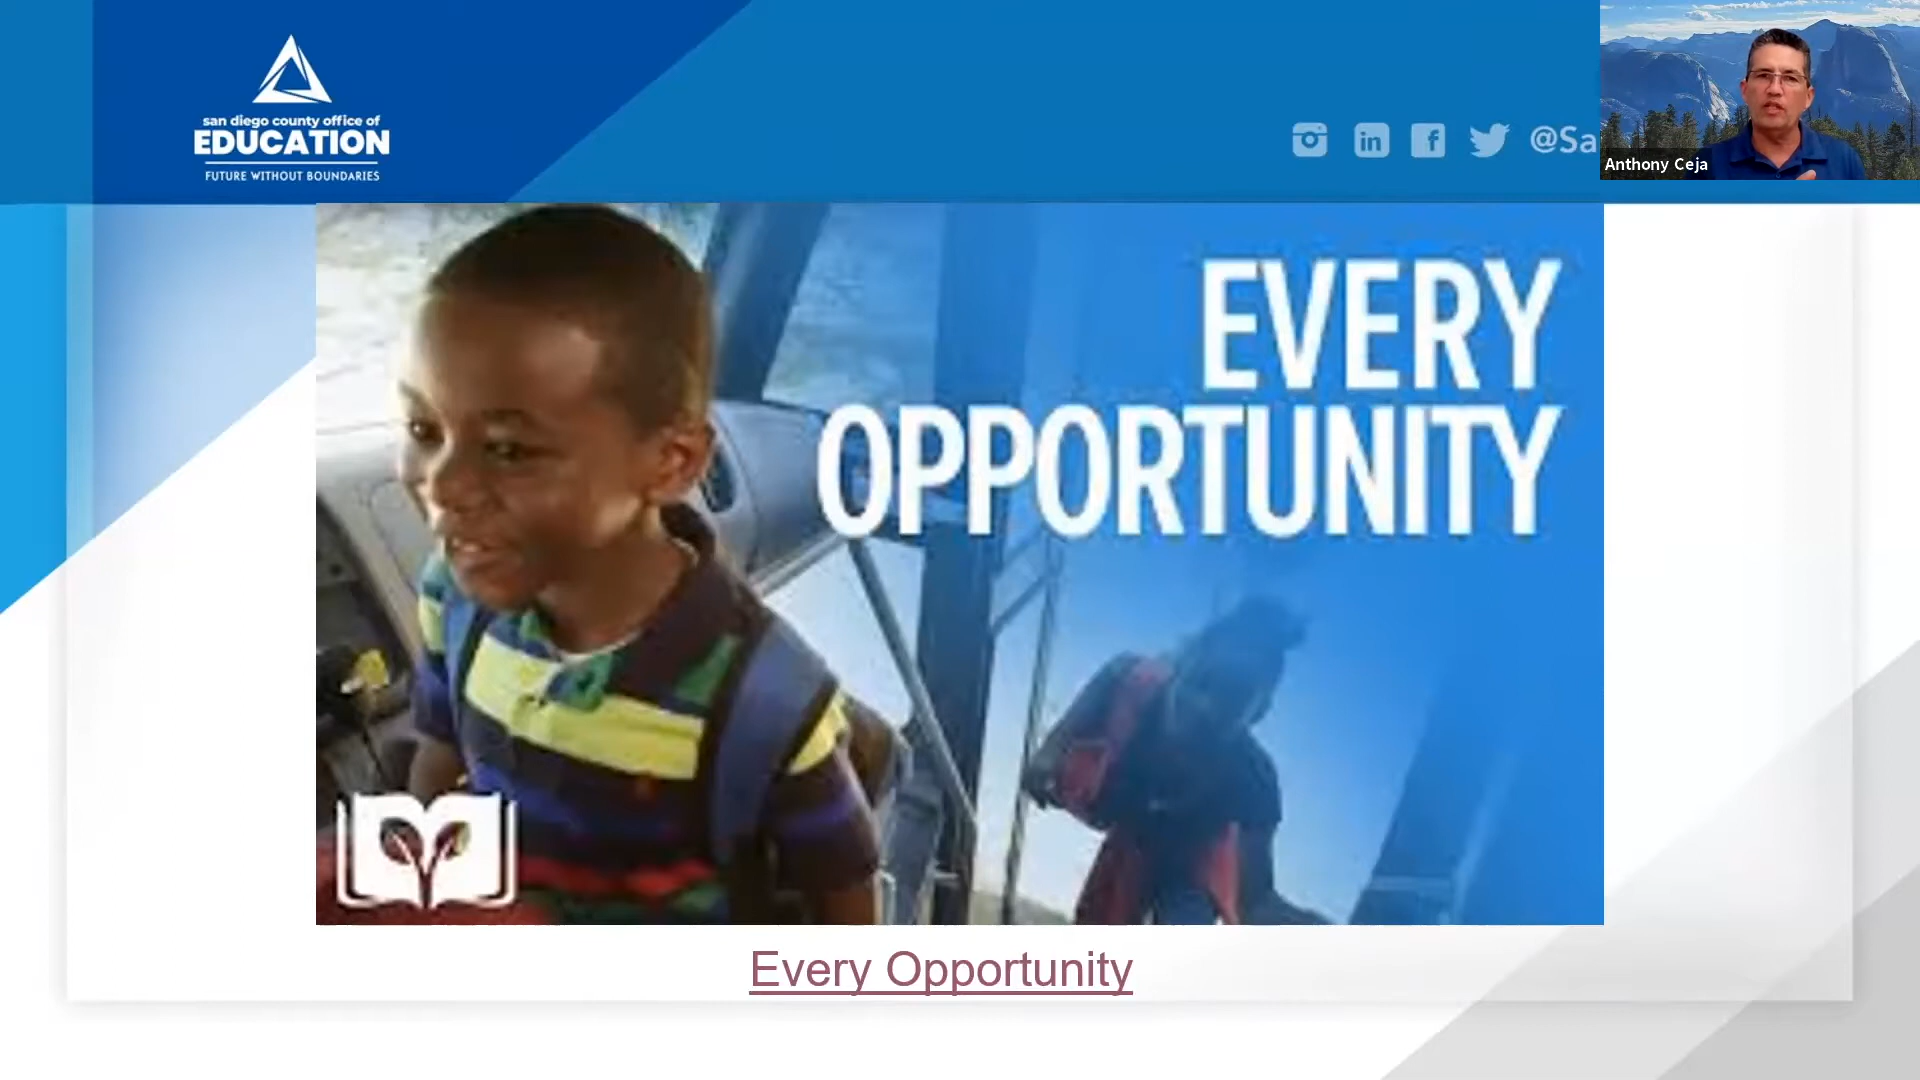 san diego county office of
EDUCATION
FUTURE WITHOUT BOUNDARIES
@Sa
Anthony Ceja
EVERY
OPPORTUNITY
Every Opportunity